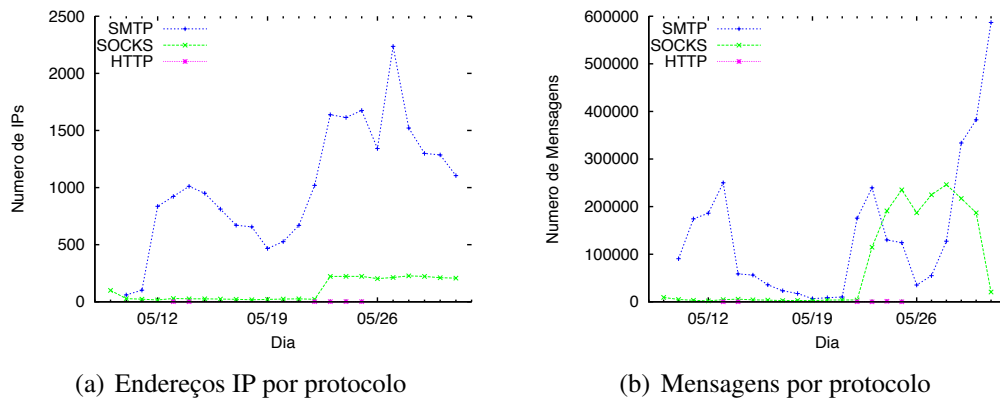 2500
2000
1500
1000
500
0
Numero de IPs
05/12
05/19
05/26
Dia
SMTP
SOCKS
HTTP
(a) Endereços IP por protocolo
600000
500000
400000
300000
200000
100000
0
Numero de Mensagens
05/12
05/19
05/26
Dia
SMTP
SOCKS
HTTP
(b) Mensagens por protocolo